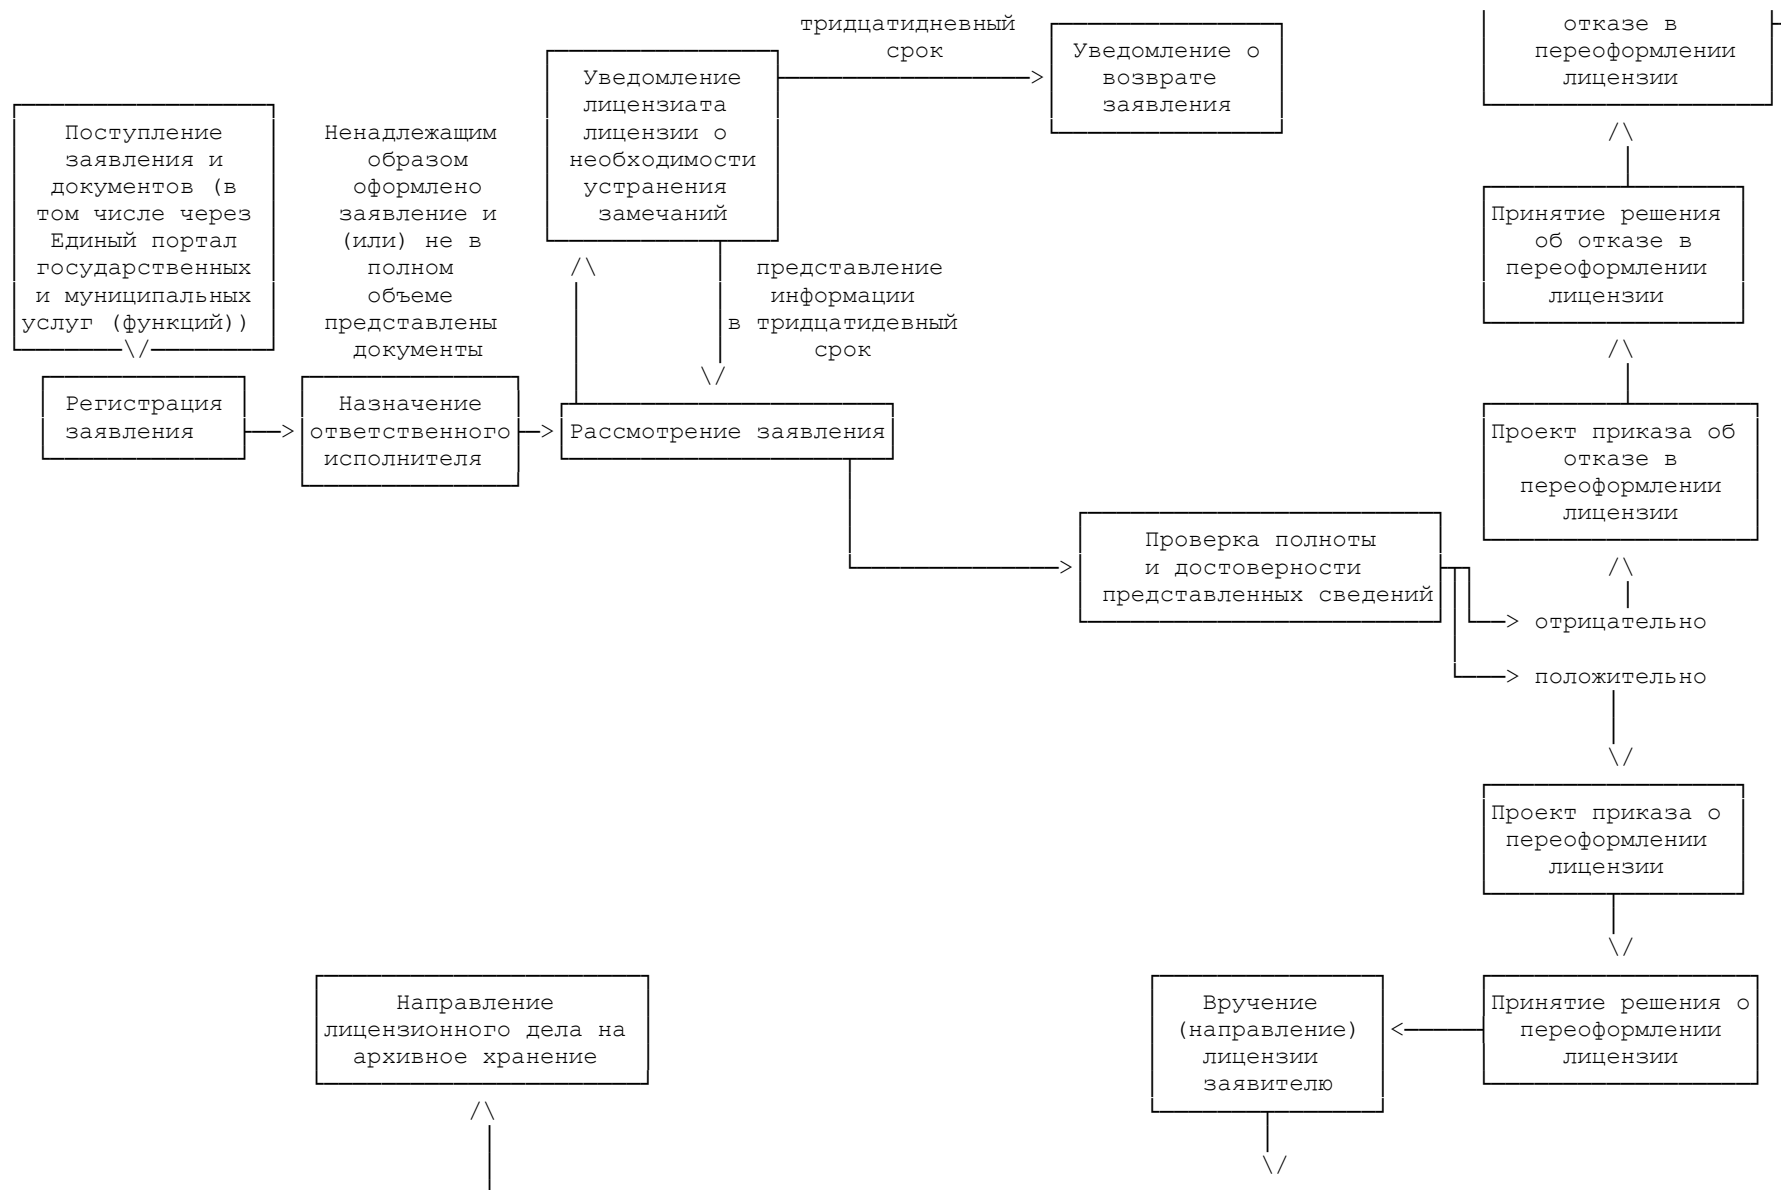 тридцатидневный
срок
Уведомление о
возврате
заявления
отказе в
переоформлении
лицензии
Уведомление
лицензиата
лицензии о
необходимости
устранения
замечаний
Поступление
заявления и
документов (в
том числе через
Единый портал
государственных
и муниципальных
услуг (функций))
Ненадлежащим
образом
оформлено
заявление и
(или) не в
полном
объеме
представлены
документы
представление
информации
в тридцатидевный
срок
Принятие решения
об отказе в
переоформлении
лицензии
Регистрация
заявления
Назначение
ответственного
исполнителя
Рассмотрение заявления
Проект приказа об
отказе в
переоформлении
лицензии
Проверка полноты
и достоверности
представленных сведений
отрицательно
положительно
Проект приказа о
переоформлении
лицензии
Направление
лицензионного дела на
архивное хранение
Вручение
(направление)
лицензии
заявителю
Принятие решения о
переоформлении
лицензии